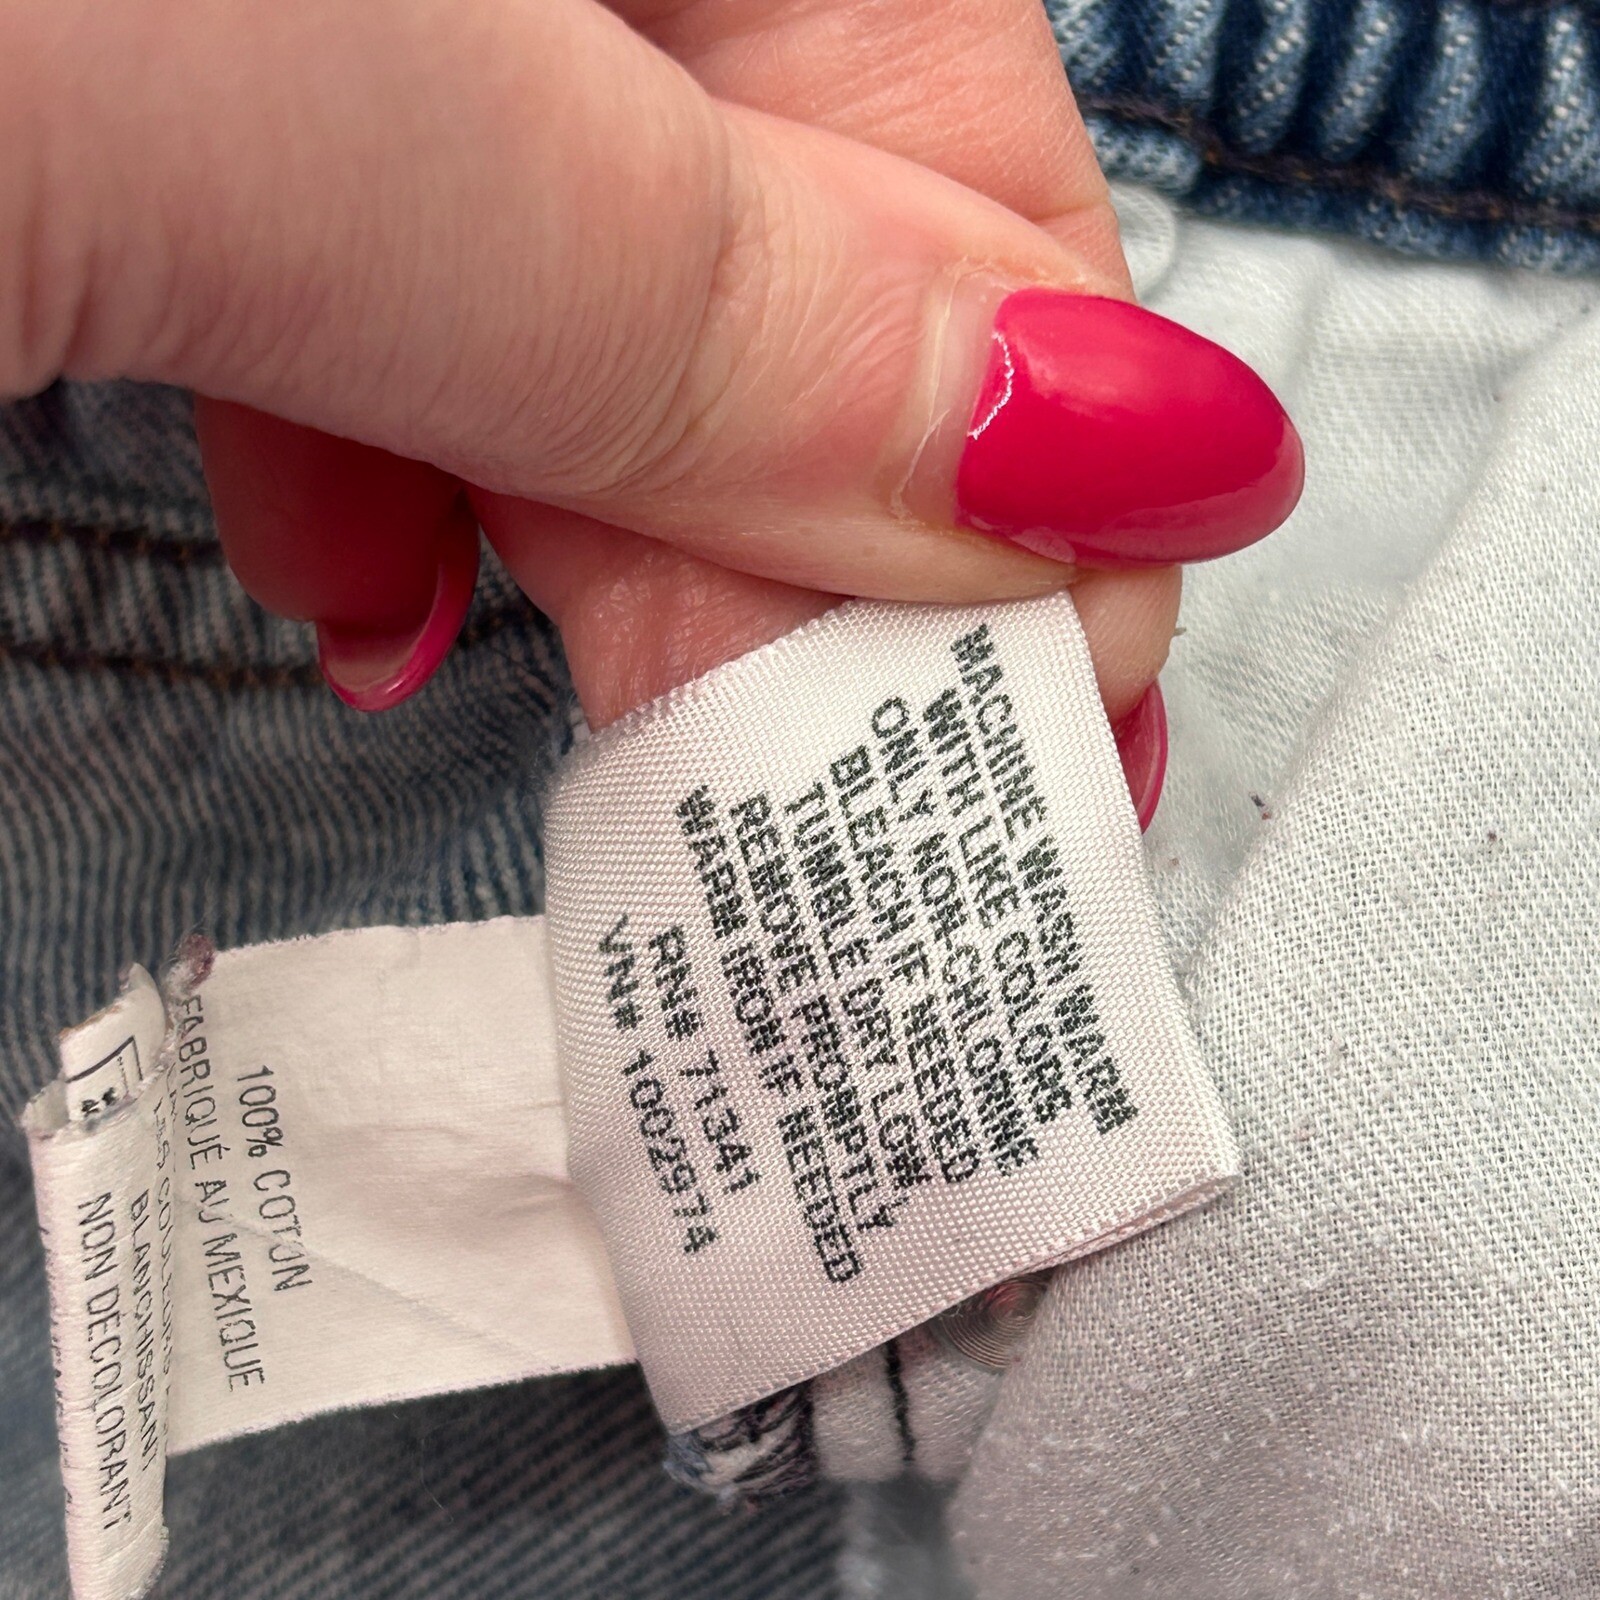 MACHINE WASH WARM
WITH LIKE COLORS
ONLY NON-CHLORINE
BLEACH IF NEEDED
TUMBLE DRY LOW,
REMOVE PROMPTLY
WARM IRON IF NEEDED
RN# 71341
VN# 1002974
100% COTON
FABRIQUÉ AU MEXIQUE
BLANCHISSANT
NON DÉCOLORANT